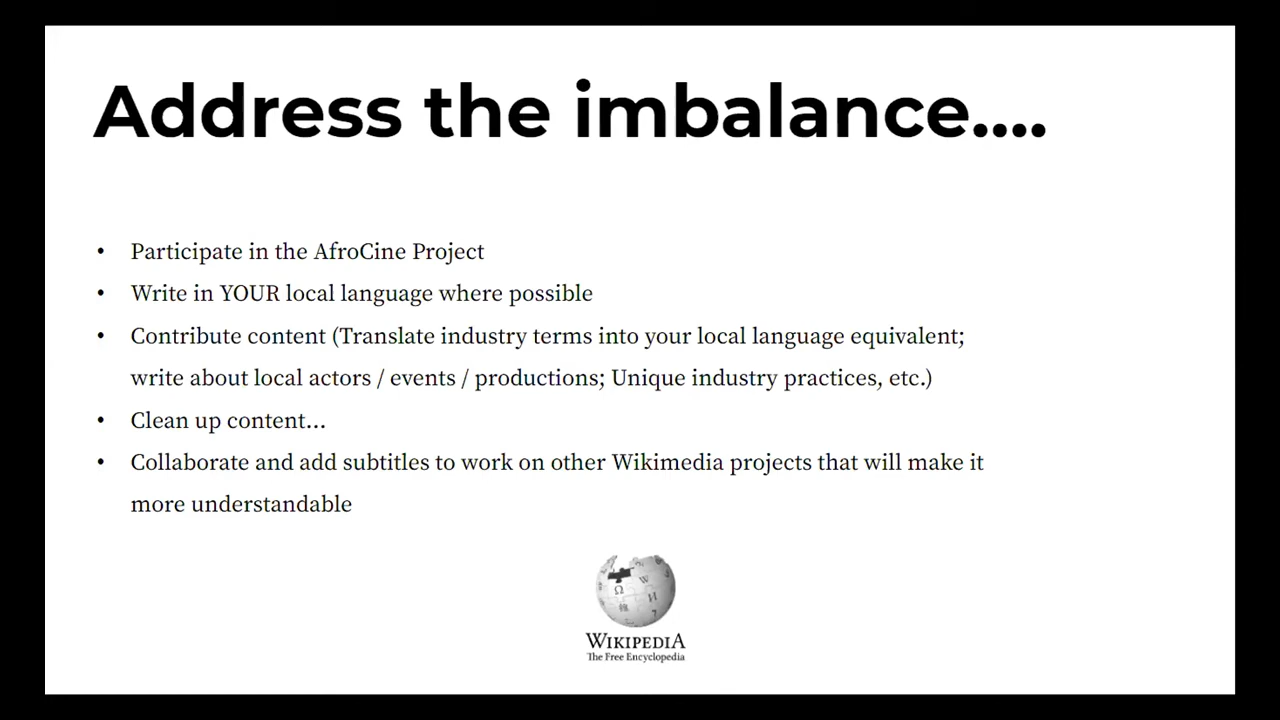 Address the imbalance....
• Participate in the AfroCine Project
• Write in YOUR local language where possible
• Contribute content (Translate industry terms into your local language equivalent;
write about local actors / events / productions; Unique industry practices, etc.)
• Clean up content...
• Collaborate and add subtitles to work on other Wikimedia projects that will make it
more understandable
Ω W
WIKIPEDIA
The Free Encyclopedia